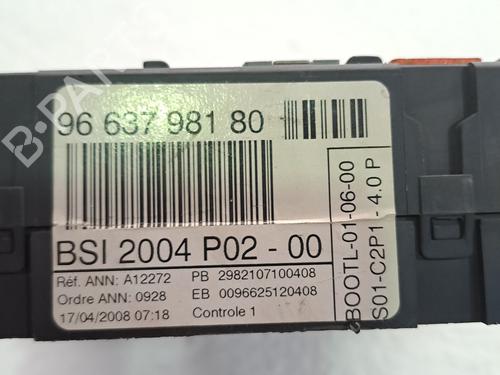 B-PARTS
96 637 981 80
BSI 2004 P02 - 00
Réf. ANN: A12272 PB 2982107100408
Ordre ANN: 0928 EB 0096625120408
17/04/2008 07:18 Controle 1
BOOTL-01-06-00
S01-C2P1 - 4.0 P